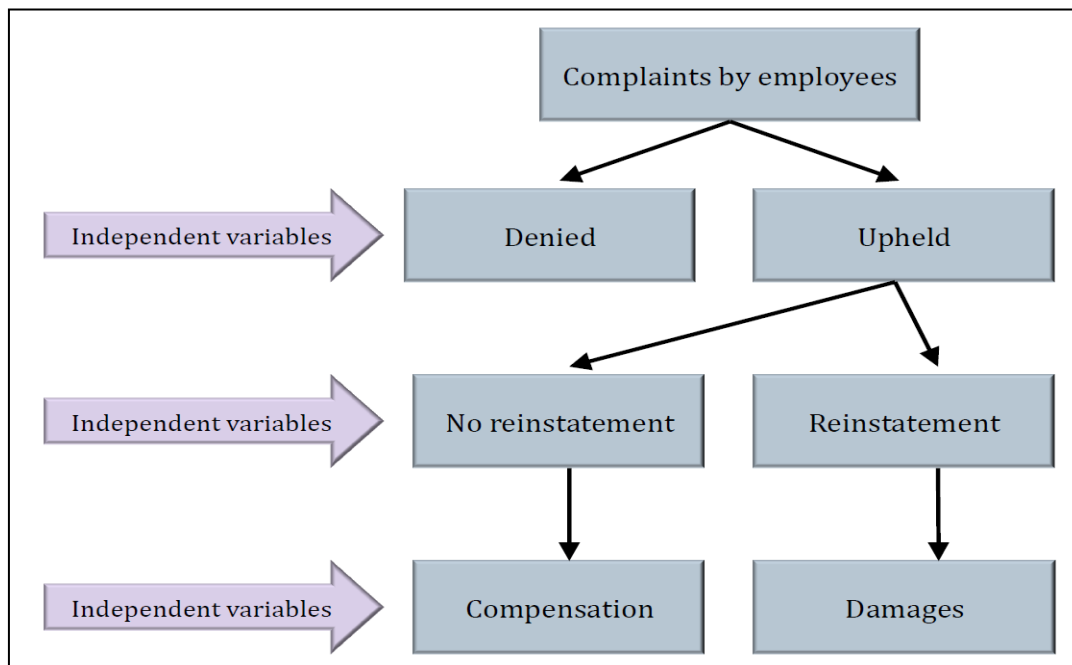 Complaints by employees
Independent variables
Denied
Upheld
Independent variables
No reinstatement
Reinstatement
Independent variables
Compensation
Damages